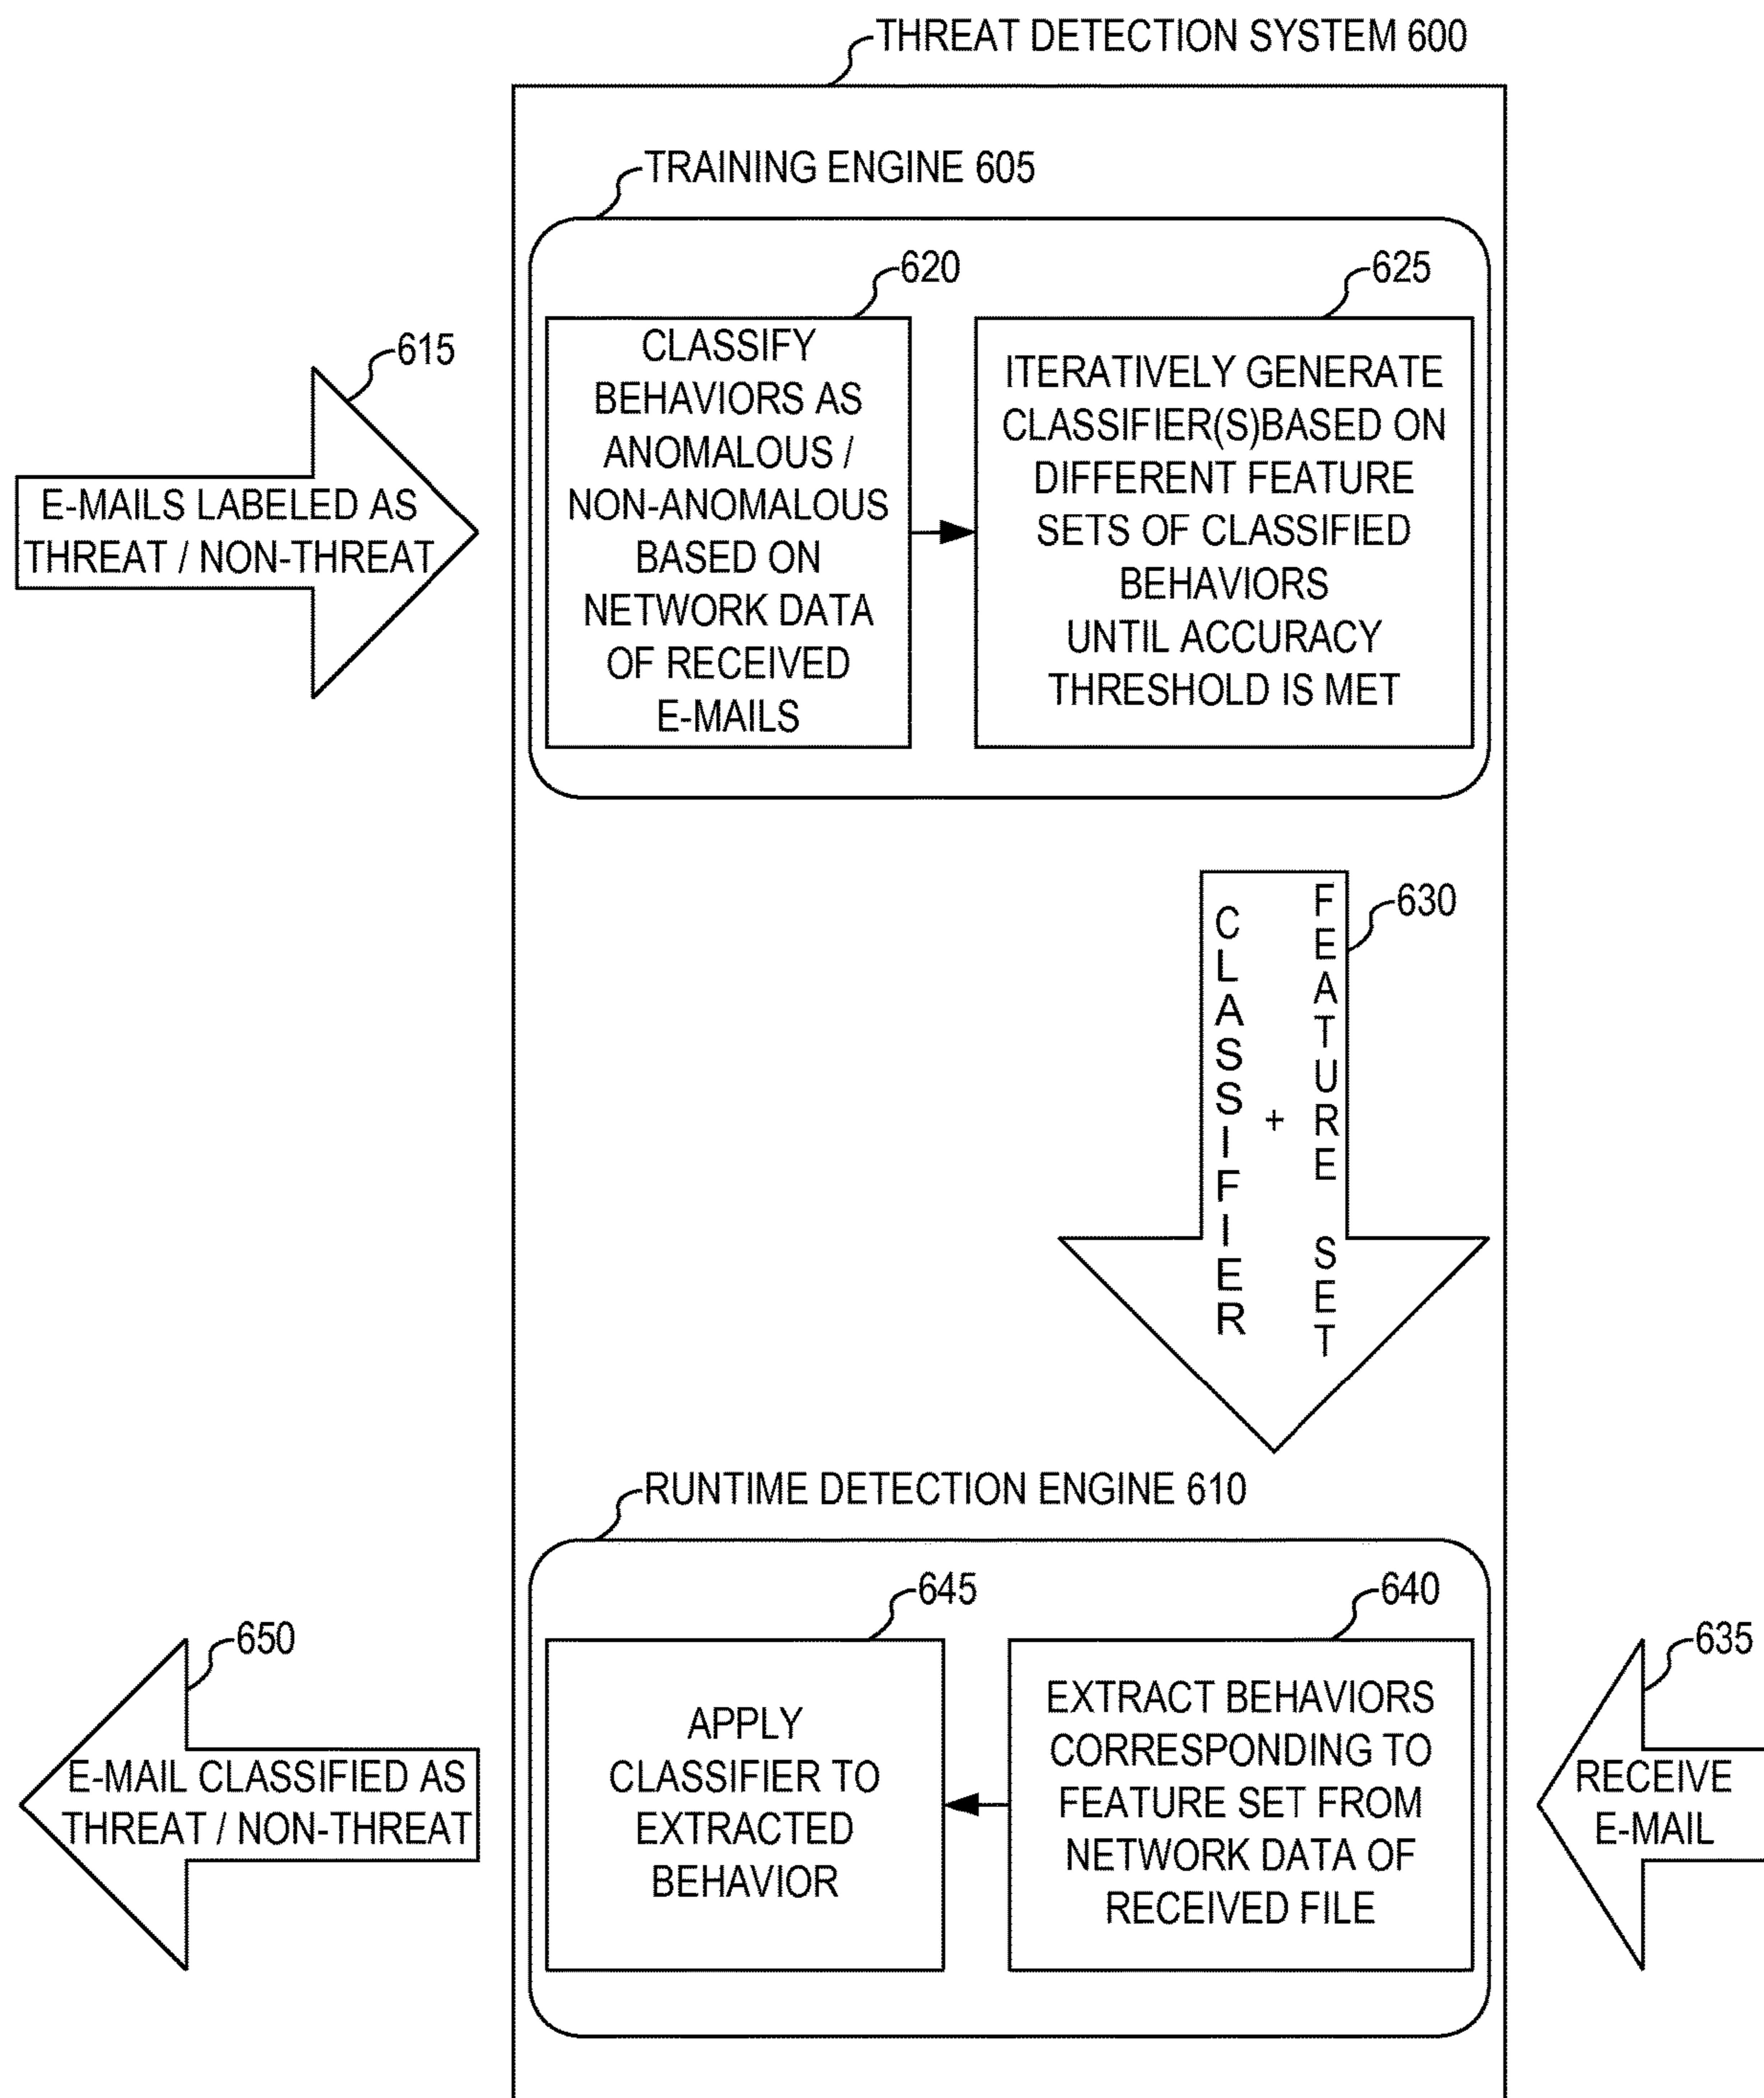 THREAT DETECTION SYSTEM 600
TRAINING ENGINE 605
620
625
615
CLASSIFY
BEHAVIORS AS
ANOMALOUS /
NON-ANOMALOUS
BASED ON
NETWORK DATA
OF RECEIVED
E-MAILS
ITERATIVELY GENERATE
CLASSIFIER(S)BASED ON
DIFFERENT FEATURE
SETS OF CLASSIFIED
BEHAVIORS
UNTIL ACCURACY
THRESHOLD IS MET
E-MAILS LABELED AS
THREAT / NON-THREAT
630
CLASSIFIER
+
FEATURE SET
RUNTIME DETECTION ENGINE 610
645
640
650
635
EXTRACT BEHAVIORS
CORRESPONDING TO
FEATURE SET FROM
NETWORK DATA OF
RECEIVED FILE
APPLY
CLASSIFIER TO
EXTRACTED
BEHAVIOR
E-MAIL CLASSIFIED AS
THREAT / NON-THREAT
RECEIVE
E-MAIL